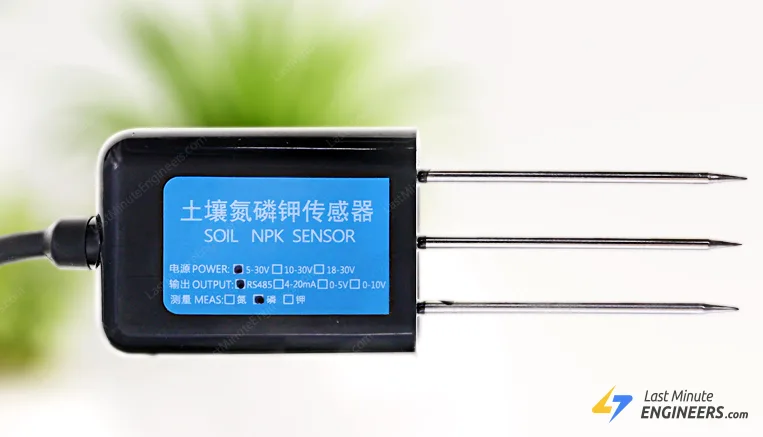 土壤氮磷钾传感器
SOIL NPK SENSOR
电源 POWER: ■ 5-30V □ 10-30V □ 18-30V
输出 OUTPUT: ■ RS485 □ 4-20mA □ 0-5V □ 0-10V
测量 MEAS: □ 氮 ■ 磷 □ 钾
Last Minute
ENGINEERS.com